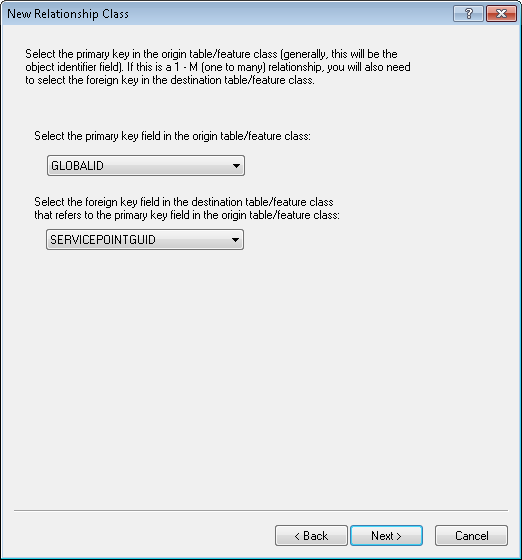 New Relationship Class
?
Select the primary key in the origin table/feature class (generally, this will be the
object identifier field). If this is a 1 - M (one to many) relationship, you will also need
to select the foreign key in the destination table/feature class.
Select the primary key field in the origin table/feature class:
GLOBALID
Select the foreign key field in the destination table/feature class
that refers to the primary key field in the origin table/feature class:
SERVICEPOINTGUID
< Back
Next >
Cancel